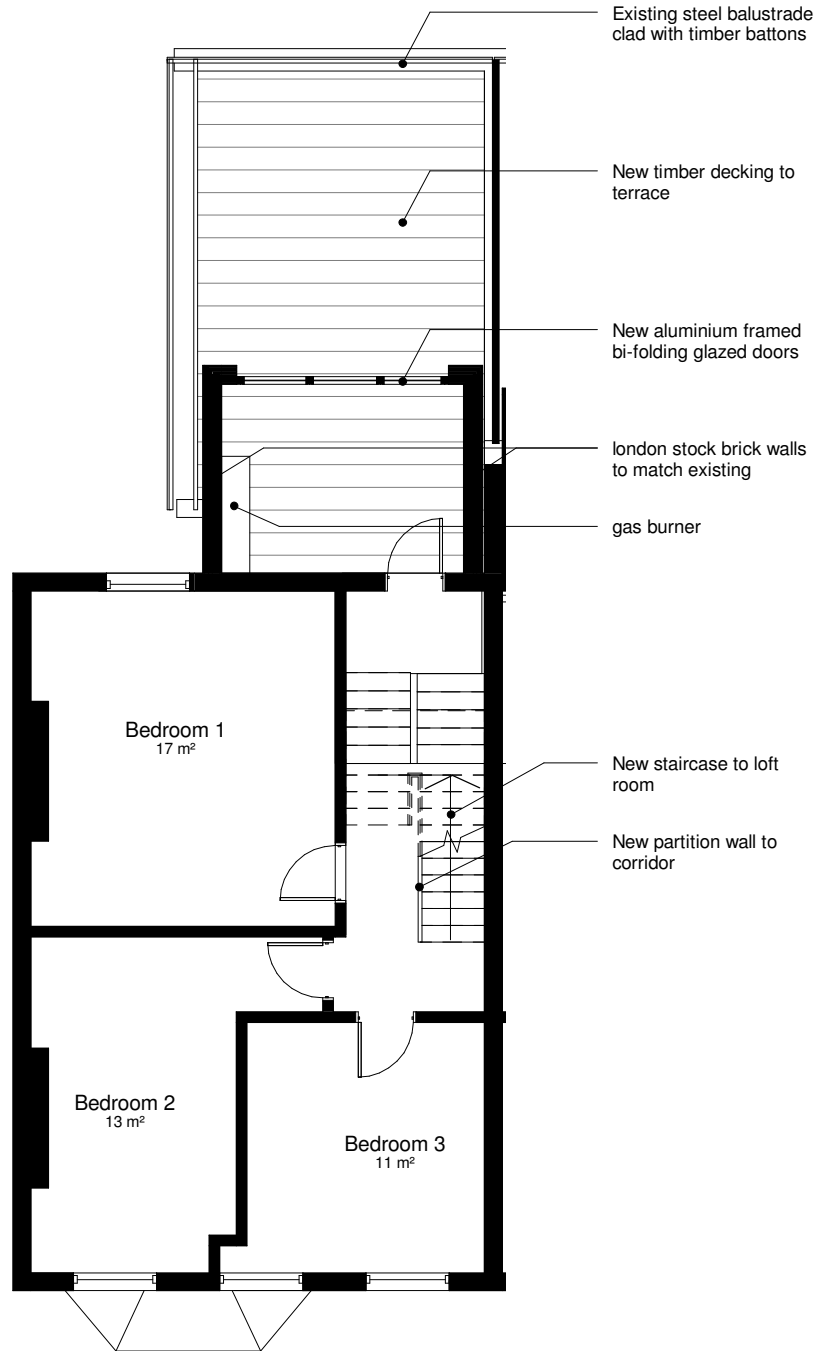 Existing steel balustrade
clad with timber battons
New timber decking to
terrace
New aluminium framed
bi-folding glazed doors
london stock brick walls
to match existing
gas burner
Bedroom 1
17 m²
New staircase to loft
room
New partition wall to
corridor
Bedroom 2
13 m²
Bedroom 3
11 m²